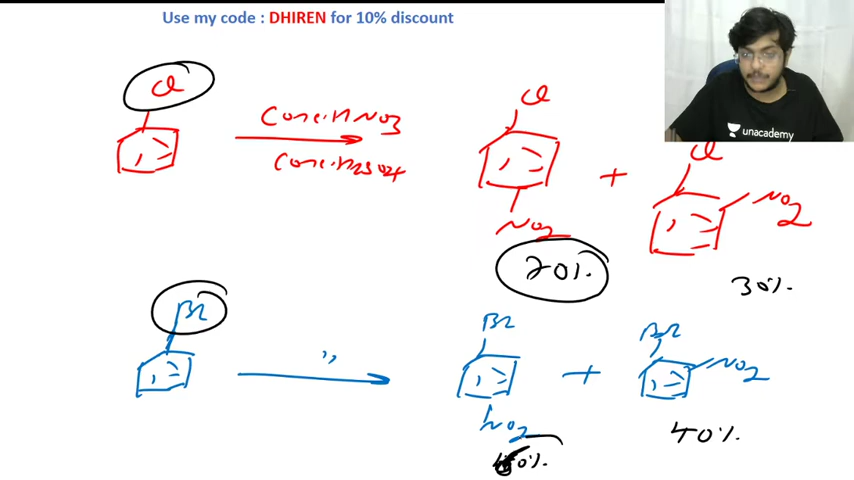 Use my code : DHIREN for 10% discount
Cl
Conc. HNO3
Conc. H2SO4
Cl
NO2
+
Cl
NO2
unacademy
70%.
30%.
Br
,,
Br
NO2
+
Br
NO2
40%.